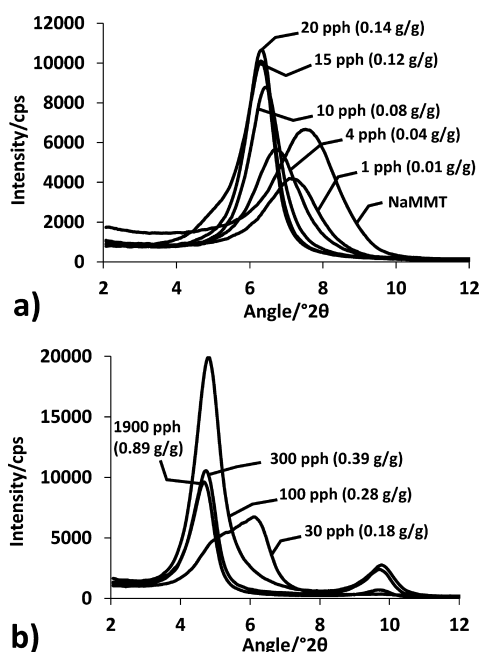 20 pph (0.14 g/g)
15 pph (0.12 g/g)
10 pph (0.08 g/g)
4 pph (0.04 g/g)
1 pph (0.01 g/g)
NaMMT
Intensity/cps
12000
10000
8000
6000
4000
2000
0
2 4 6 8 10 12
Angle/°2θ
a)
1900 pph
(0.89 g/g)
300 pph (0.39 g/g)
100 pph (0.28 g/g)
30 pph (0.18 g/g)
Intensity/cps
20000
15000
10000
5000
0
2 4 6 8 10 12
Angle/°2θ
b)